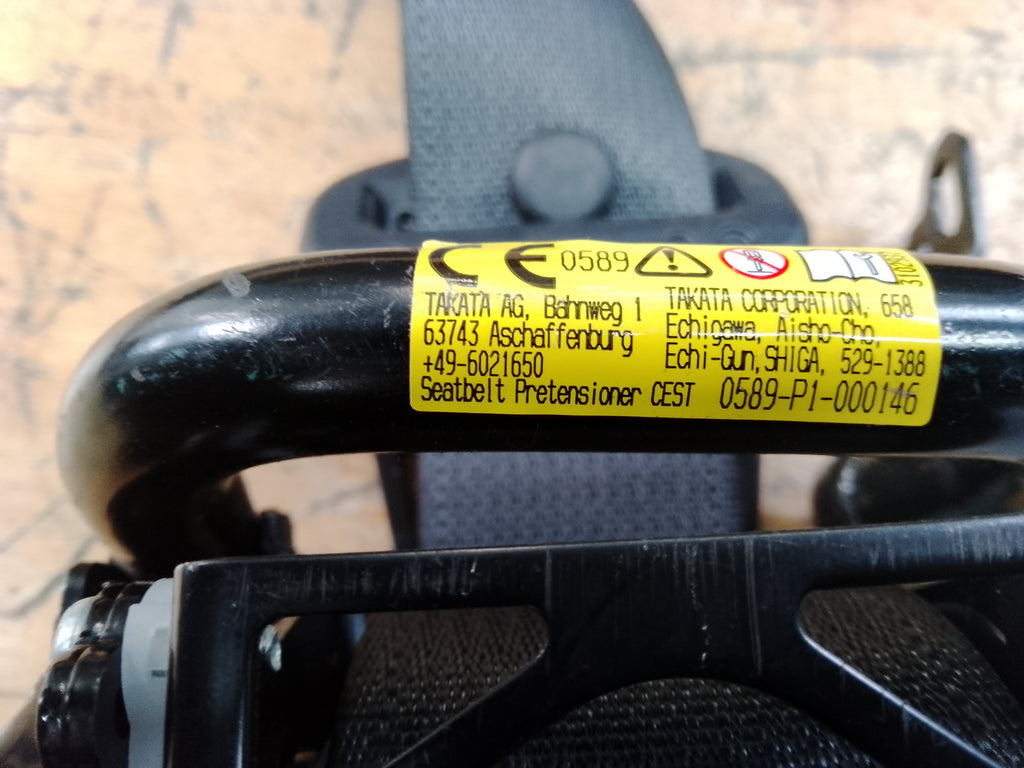 CE 0589
TAKATA AG, Bahnweg 1
63743 Aschaffenburg
+49-6021650
TAKATA CORPORATION, 658
Echigawa, Aisho-Cho,
Echi-Gun, SHIGA, 529-1388
Seatbelt Pretensioner CEST 0589-P1-000146